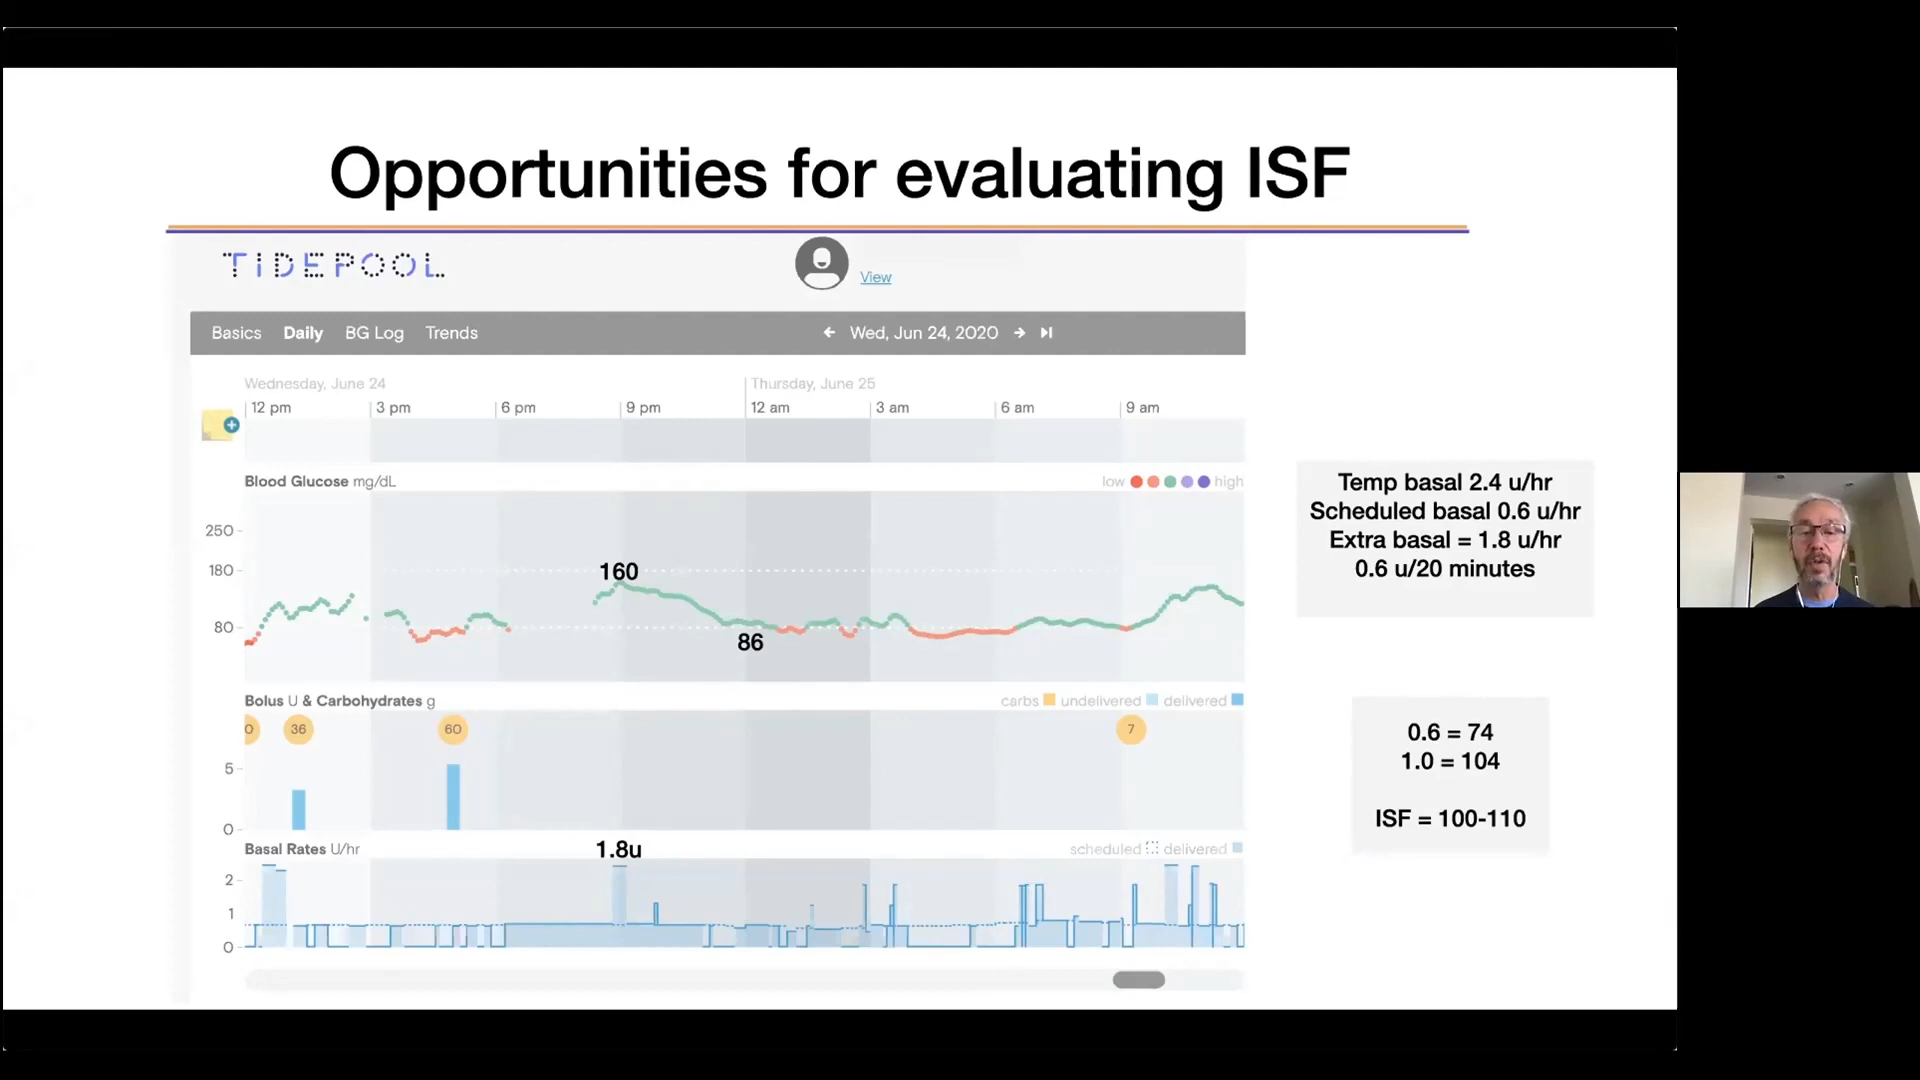 Opportunities for evaluating ISF
TIDEPOOL
View
Basics Daily BG Log Trends
Wed, Jun 24, 2020
Wednesday, June 24
Thursday, June 25
12 pm 3 pm 6 pm 9 pm 12 am 3 am 6 am 9 am
Blood Glucose mg/dL
low high
250
180
80
160
86
Bolus U & Carbohydrates g
carbs undelivered delivered
0 36 60 7
5
0
Basal Rates U/hr
1.8u
scheduled delivered
2
1
0
Temp basal 2.4 u/hr
Scheduled basal 0.6 u/hr
Extra basal = 1.8 u/hr
0.6 u/20 minutes
0.6 = 74
1.0 = 104
ISF = 100-110